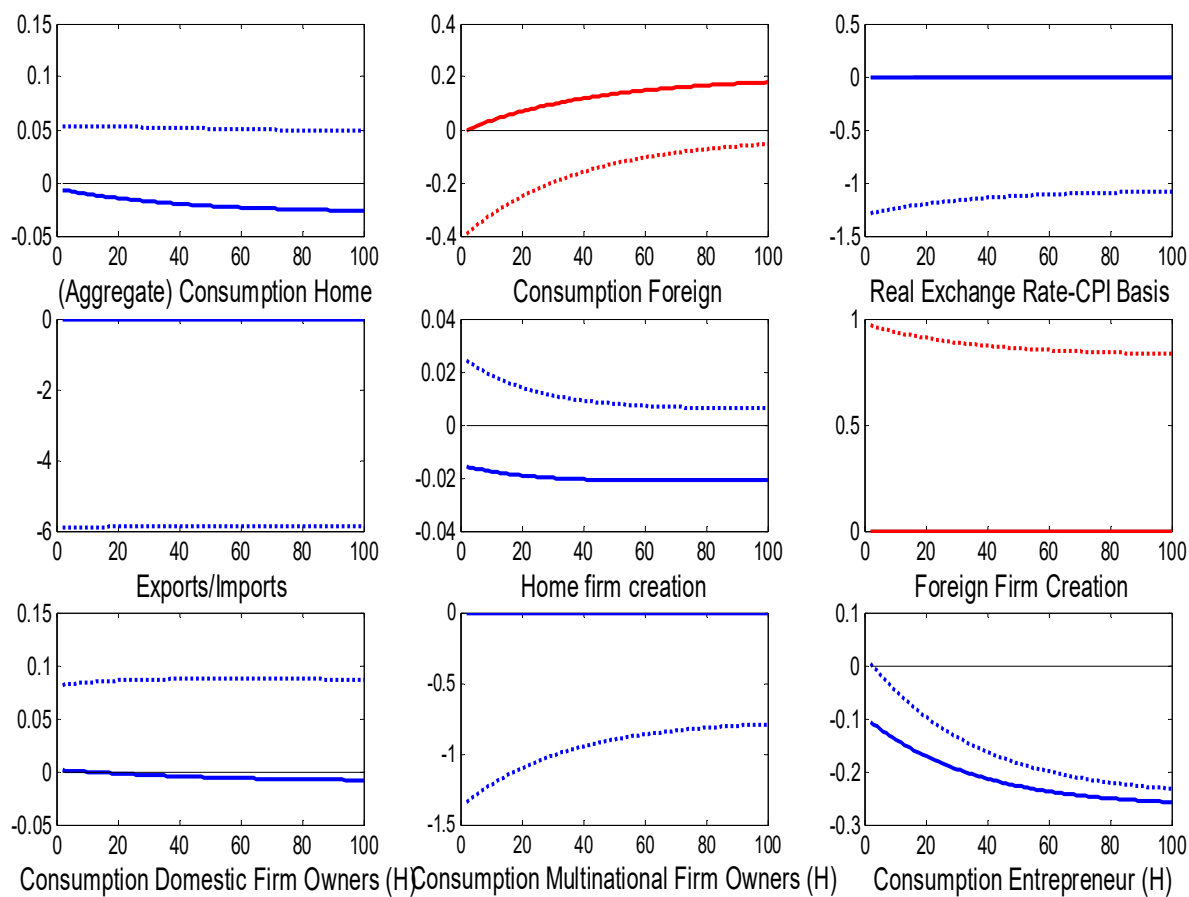 0.15
0.1
0.05
0
-0.05
0 20 40 60 80 100
(Aggregate) Consumption Home
0.4
0.2
0
-0.2
-0.4
0 20 40 60 80 100
Consumption Foreign
0.5
0
-0.5
-1
-1.5
0 20 40 60 80 100
Real Exchange Rate-CPI Basis
0
-2
-4
-6
0 20 40 60 80 100
Exports/Imports
0.04
0.02
0
-0.02
-0.04
0 20 40 60 80 100
Home firm creation
1
0.5
0
0 20 40 60 80 100
Foreign Firm Creation
0.15
0.1
0.05
0
-0.05
0 20 40 60 80 100
Consumption Domestic Firm Owners (H)
0
-0.5
-1
-1.5
0 20 40 60 80 100
Consumption Multinational Firm Owners (H)
0.1
0
-0.1
-0.2
-0.3
0 20 40 60 80 100
Consumption Entrepreneur (H)